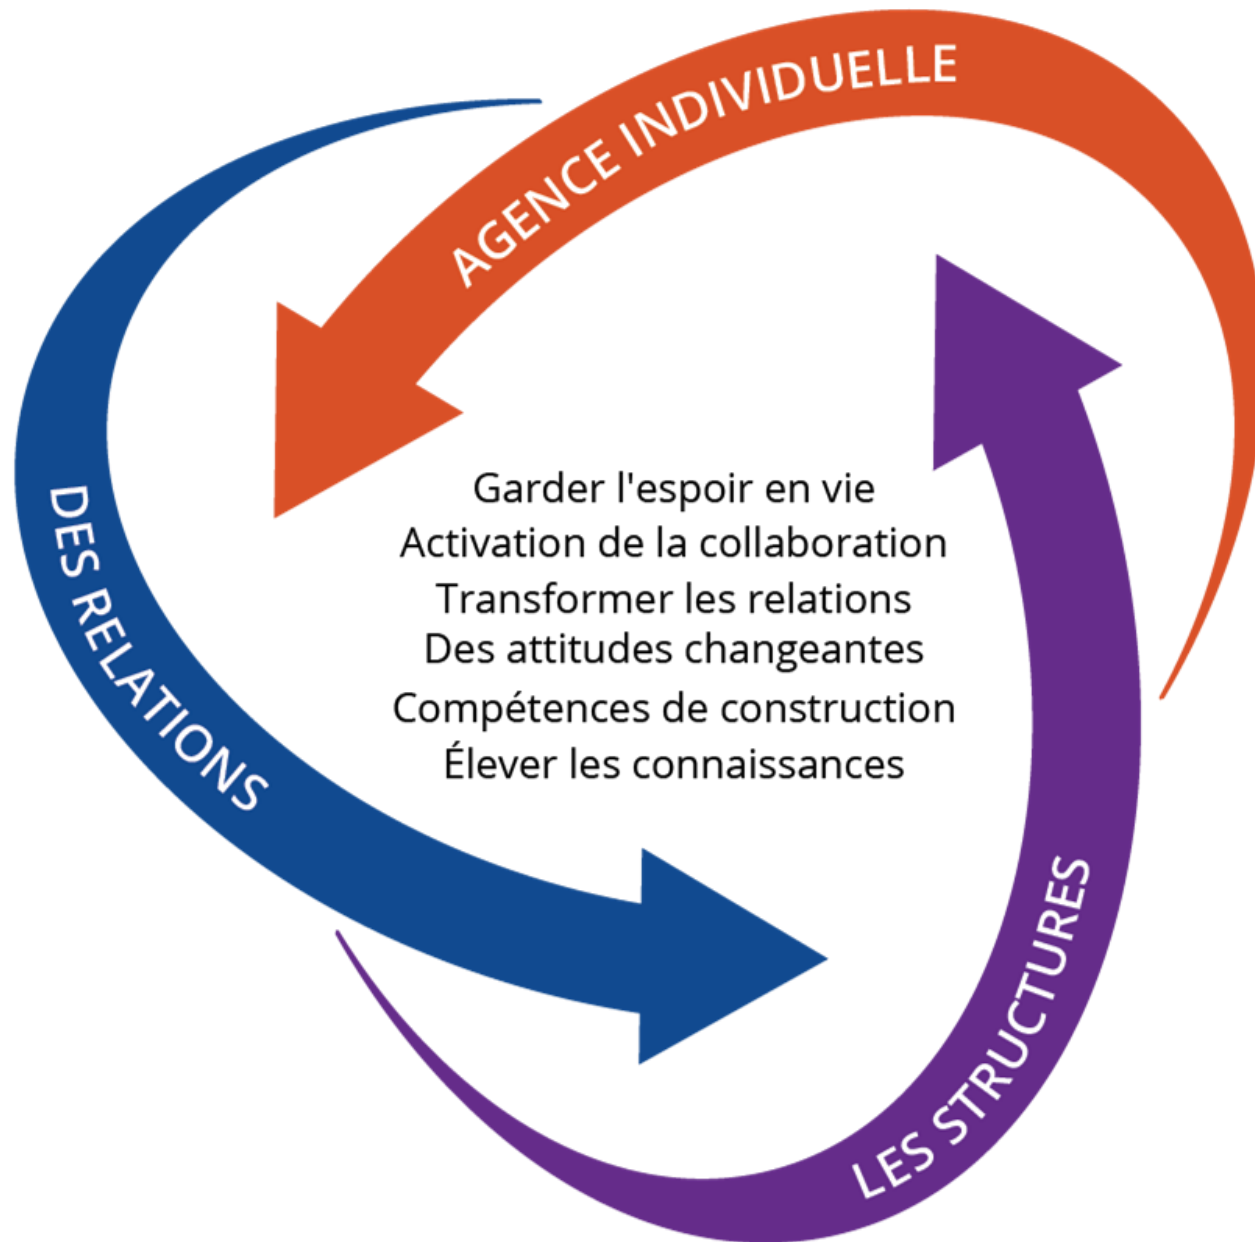 AGENCE INDIVIDUELLE
DES RELATIONS
Garder l'espoir en vie
Activation de la collaboration
Transformer les relations
Des attitudes changeantes
Compétences de construction
Élever les connaissances
LES STRUCTURES